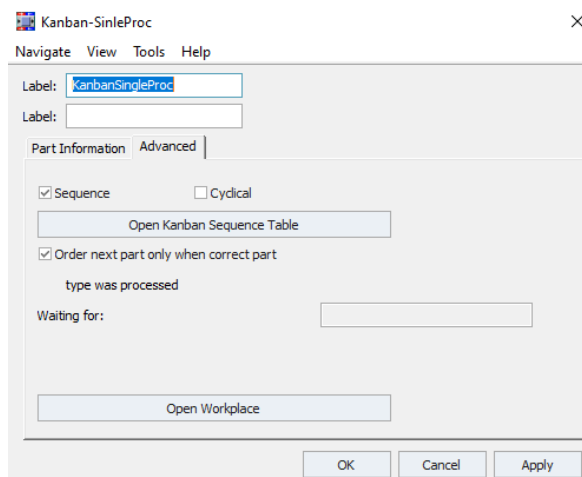 Kanban-SinleProc
Navigate View Tools Help
Label: KanbanSingleProc
Label:
Part Information Advanced
Sequence Cyclical
Open Kanban Sequence Table
Order next part only when correct part
type was processed
Waiting for:
Open Workplace
OK Cancel Apply